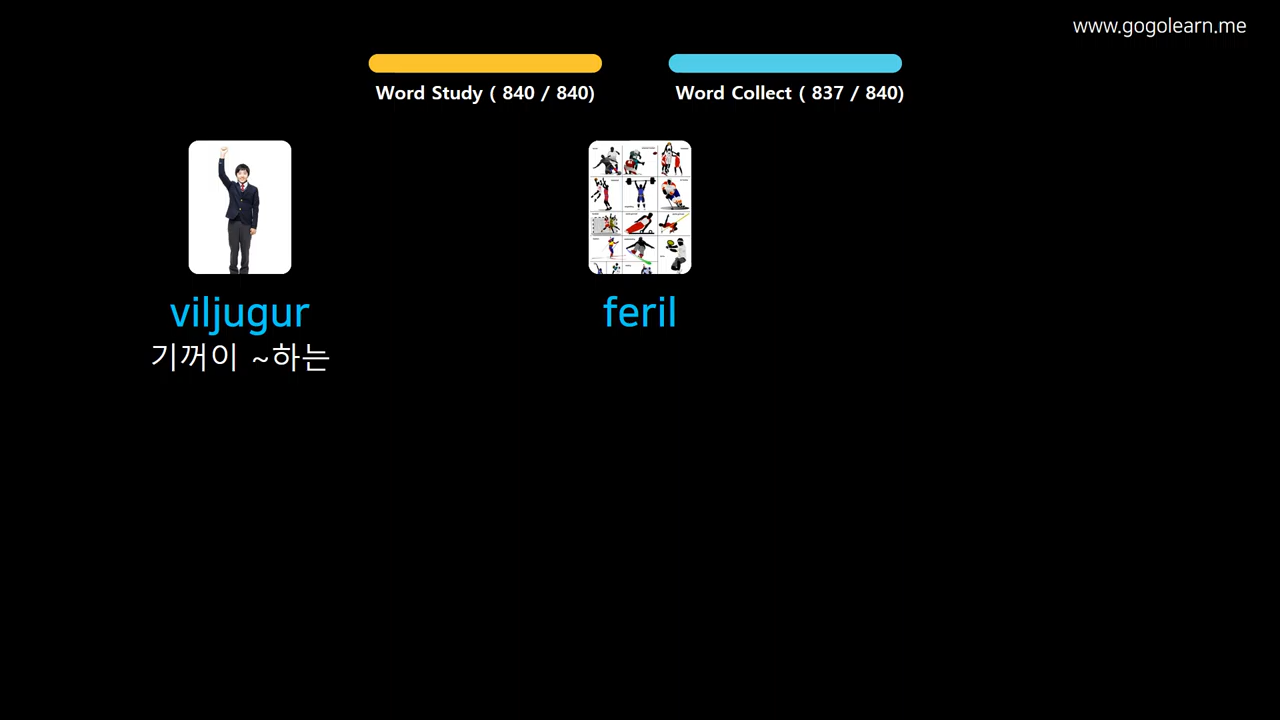 www.gogolearn.me
Word Study ( 840 / 840)
Word Collect ( 837 / 840)
viljugur
feril
기꺼이 ~하는